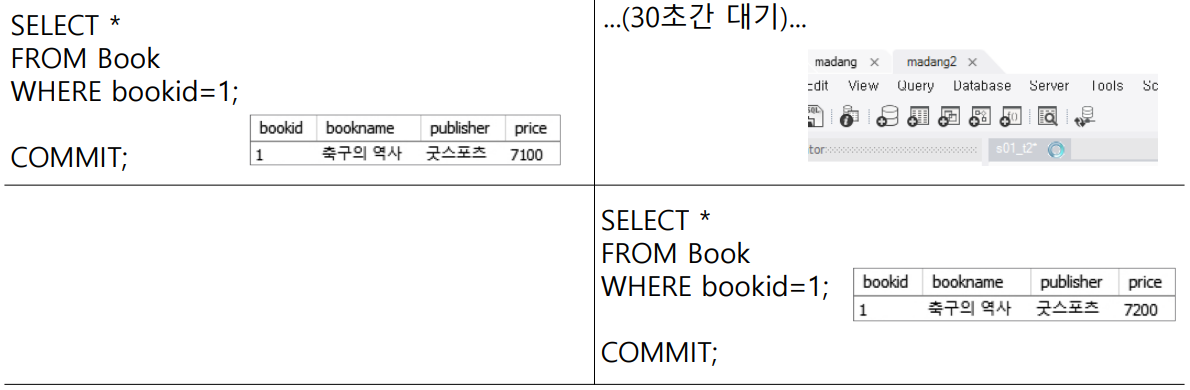 SELECT *
FROM Book
WHERE bookid=1;
bookid bookname publisher price
1 축구의 역사 굿스포츠 7100
COMMIT;
...(30초간 대기)...
madang × madang2 ×
Edit View Query Database Server Tools Sc
tor
s01_t2*
SELECT *
FROM Book
WHERE bookid=1;
bookid bookname publisher price
1 축구의 역사 굿스포츠 7200
COMMIT;